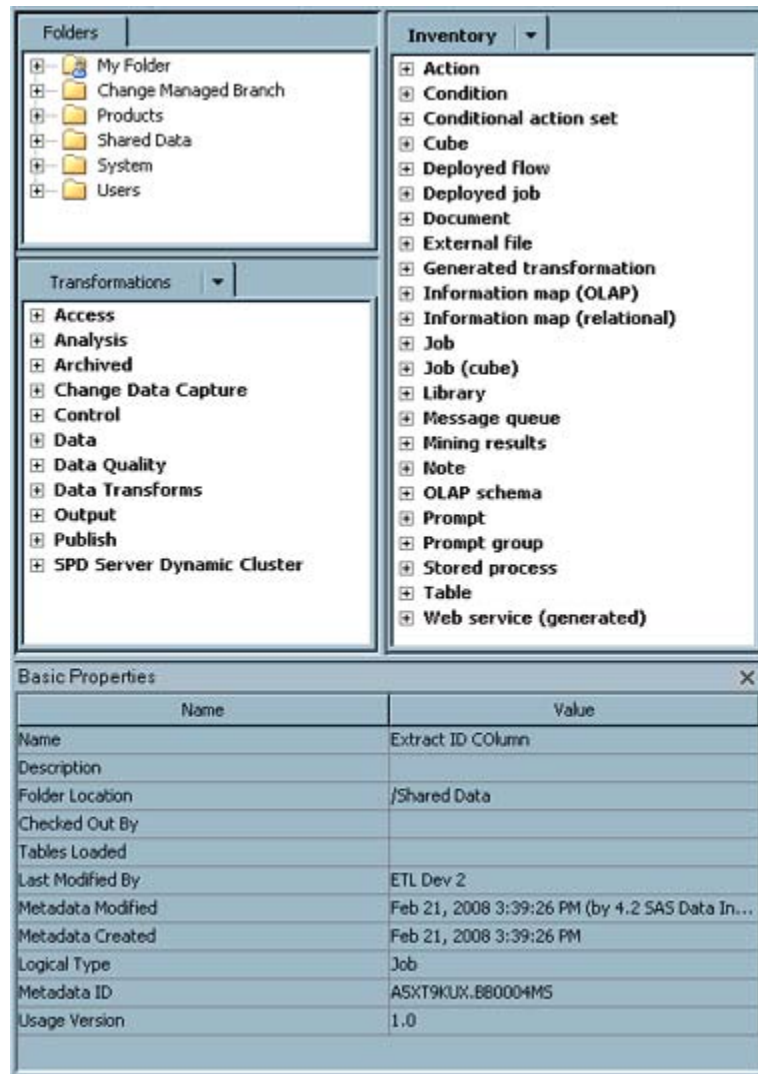 Folders
My Folder
Change Managed Branch
Products
Shared Data
System
Users
Transformations
Access
Analysis
Archived
Change Data Capture
Control
Data
Data Quality
Data Transforms
Output
Publish
SPD Server Dynamic Cluster
Inventory
Action
Condition
Conditional action set
Cube
Deployed flow
Deployed job
Document
External file
Generated transformation
Information map (OLAP)
Information map (relational)
Job
Job (cube)
Library
Message queue
Mining results
Note
OLAP schema
Prompt
Prompt group
Stored process
Table
Web service (generated)
Basic Properties
Name Value
Name Extract ID COlumn
Description
Folder Location /Shared Data
Checked Out By
Tables Loaded
Last Modified By ETL Dev 2
Metadata Modified Feb 21, 2008 3:39:26 PM (by 4.2 SAS Data In...
Metadata Created Feb 21, 2008 3:39:26 PM
Logical Type Job
Metadata ID A5XT9KUX.BB0004MS
Usage Version 1.0